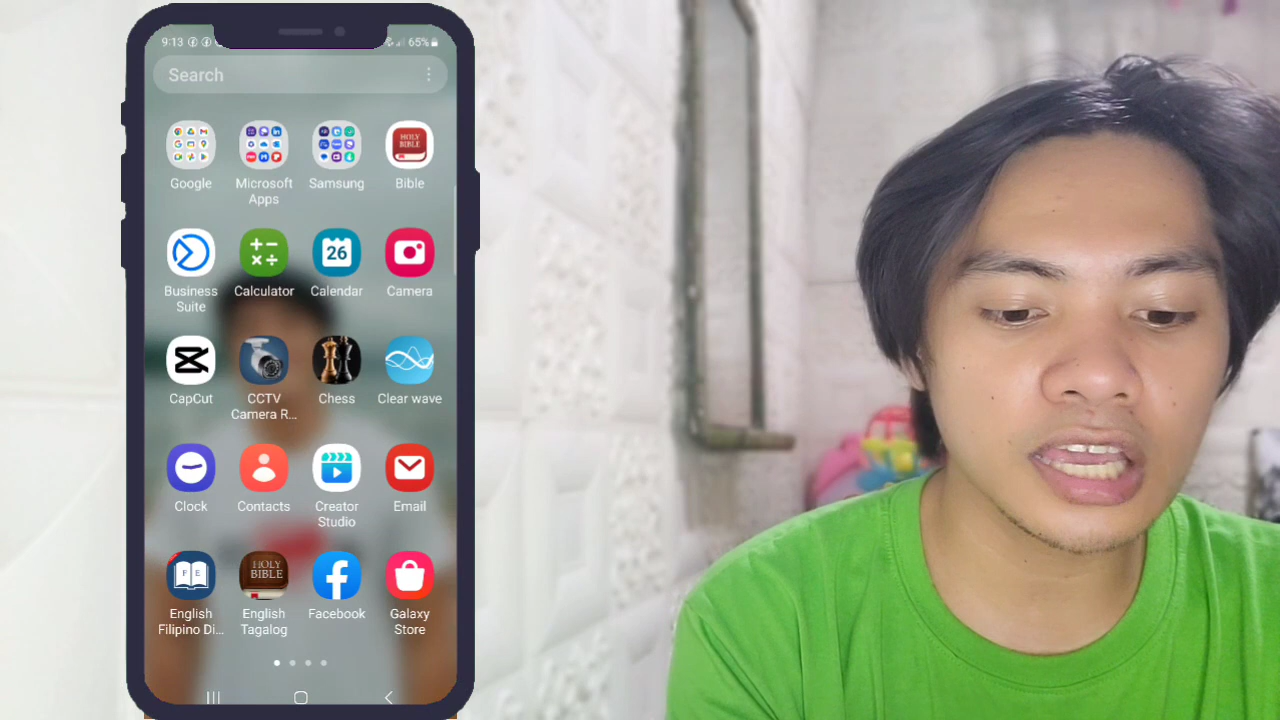 9:13
65%
Search
Google
Microsoft
Apps
Samsung
HOLY
BIBLE
Bible
Business
Suite
Calculator
26
Calendar
Camera
CapCut
CCTV
Camera R...
Chess
Clear wave
Clock
Contacts
Creator
Studio
Email
F E
English
Filipino Di...
HOLY
BIBLE
English
Tagalog
Facebook
Galaxy
Store